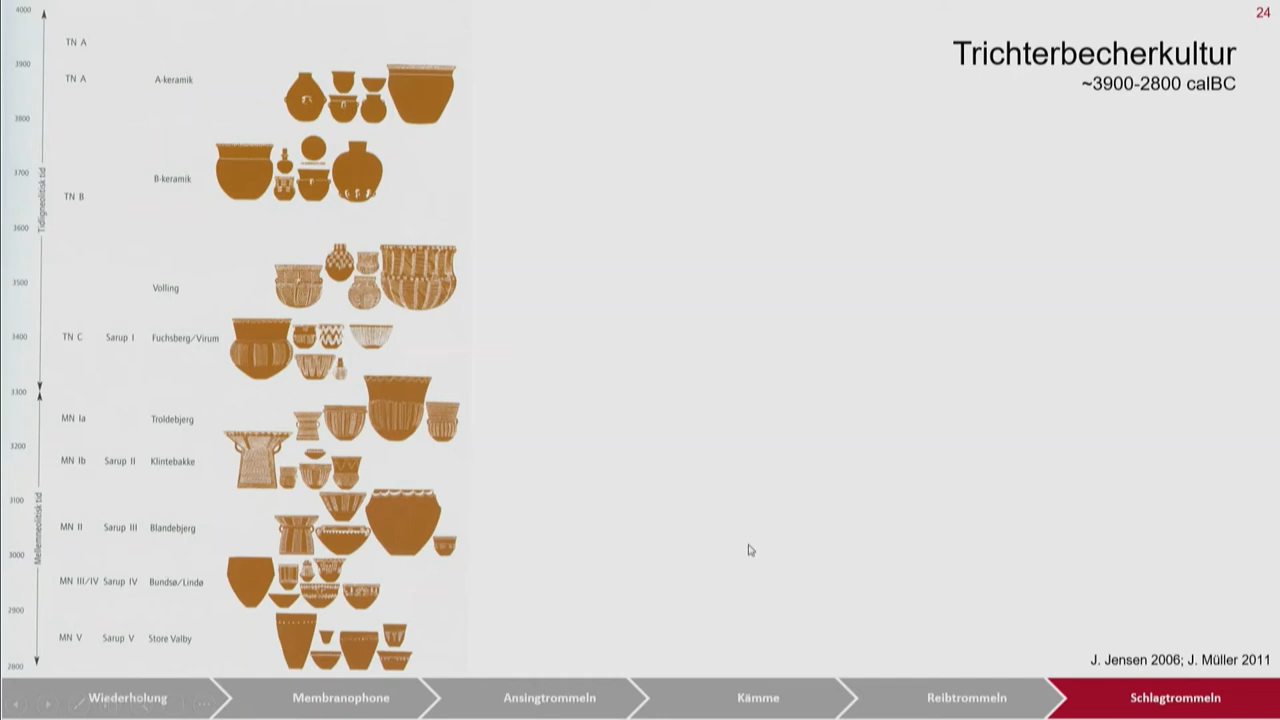 24
Trichterbecherkultur
~3900-2800 calBC
4000
TN A
3900
TN A A-keramik
3800
3700
B-keramik
TN B
Tidligneolitisk tid
3600
3500
Volling
3400
TN C Sarup I Fuchsberg/Virum
3300
MN Ia Troldebjerg
3200
MN Ib Sarup II Klintebakke
3100
Mellemneolitisk tid
MN II Sarup III Blandebjerg
3000
MN III/IV Sarup IV Bundsø/Lindø
2900
MN V Sarup V Store Valby
2800
J. Jensen 2006; J. Müller 2011
Wiederholung Membranophone Ansingtrommeln Kämme Reibtrommeln Schlagtrommeln